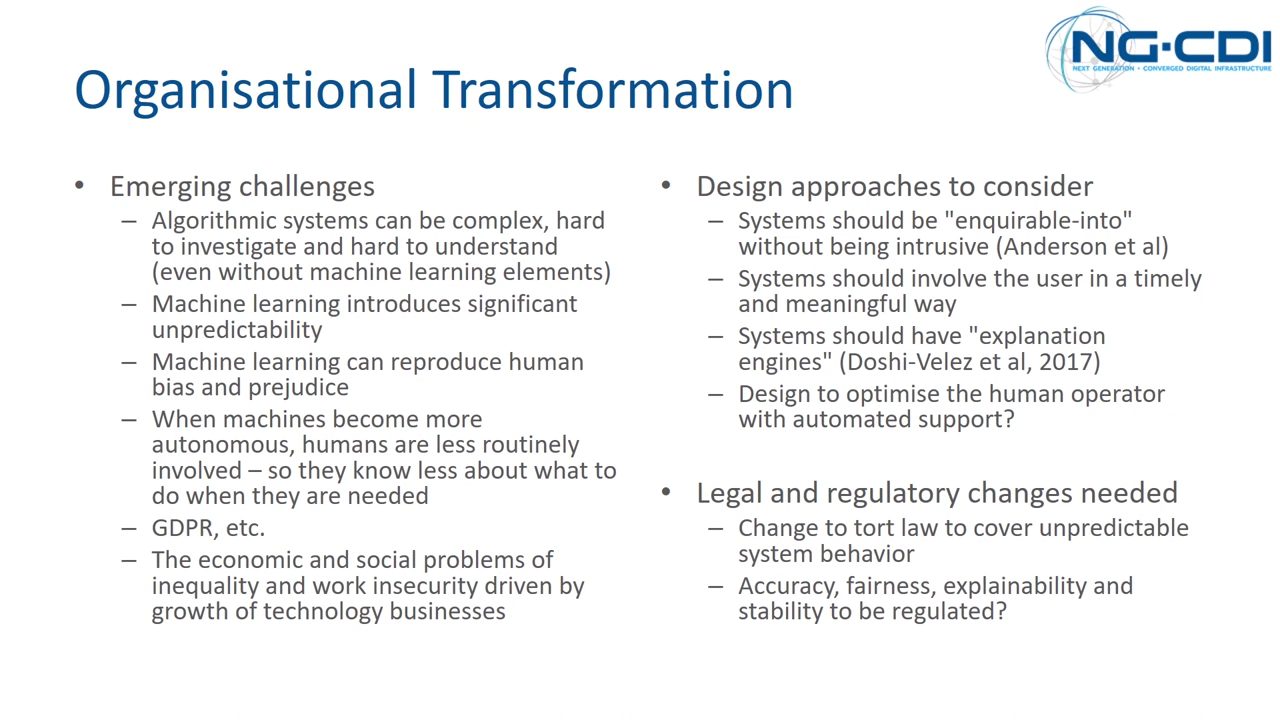 NG·CDI
NEXT GENERATION • CONVERGED DIGITAL INFRASTRUCTURE
Organisational Transformation
• Emerging challenges
– Algorithmic systems can be complex, hard
to investigate and hard to understand
(even without machine learning elements)
– Machine learning introduces significant
unpredictability
– Machine learning can reproduce human
bias and prejudice
– When machines become more
autonomous, humans are less routinely
involved – so they know less about what to
do when they are needed
– GDPR, etc.
– The economic and social problems of
inequality and work insecurity driven by
growth of technology businesses
• Design approaches to consider
– Systems should be "enquirable-into"
without being intrusive (Anderson et al)
– Systems should involve the user in a timely
and meaningful way
– Systems should have "explanation
engines" (Doshi-Velez et al, 2017)
– Design to optimise the human operator
with automated support?
• Legal and regulatory changes needed
– Change to tort law to cover unpredictable
system behavior
– Accuracy, fairness, explainability and
stability to be regulated?